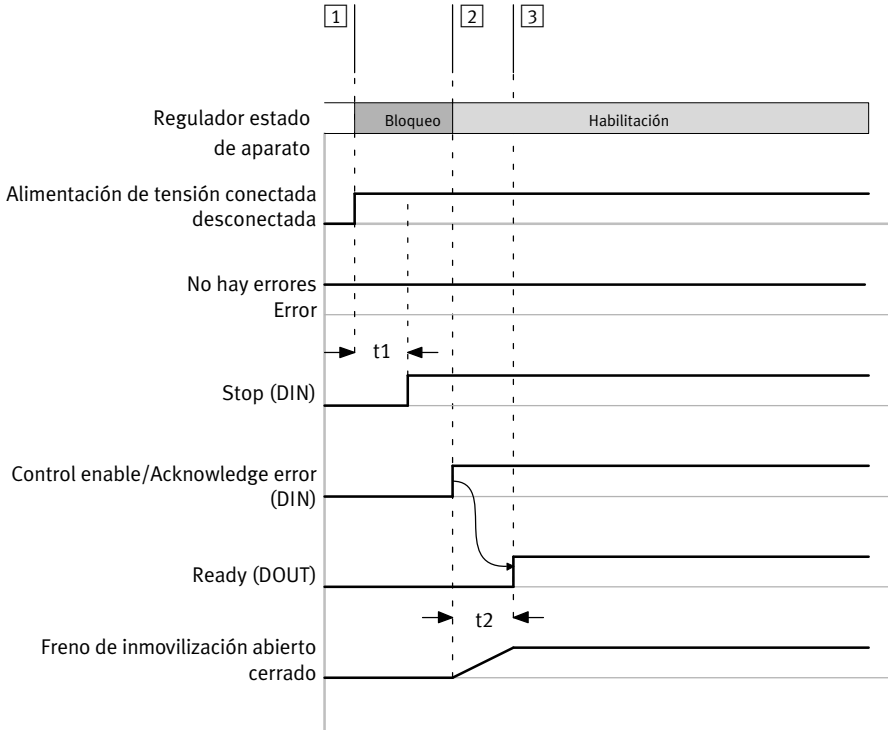 1 2 3
Regulador estado
de aparato
Bloqueo
Habilitación
Alimentación de tensión conectada
desconectada
No hay errores
Error
t1
Stop (DIN)
Control enable/Acknowledge error
(DIN)
Ready (DOUT)
t2
Freno de inmovilización abierto
cerrado